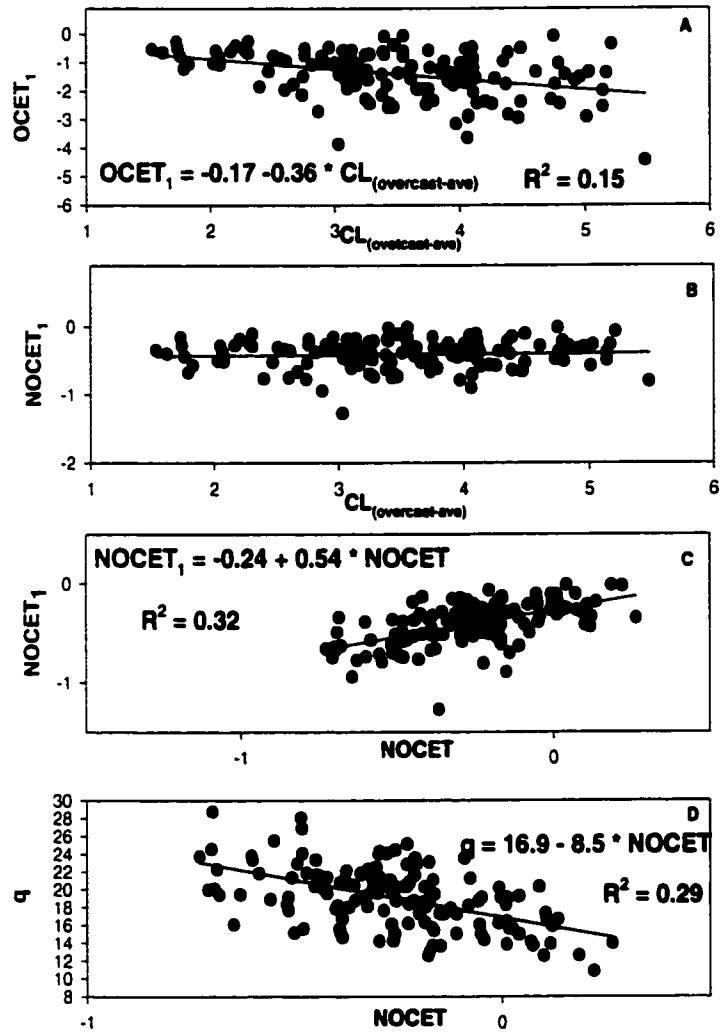 A
0
-1
-2
-3
-4
-5
-6
OCET₁
OCET₁ = -0.17 -0.36 * CL(overcast-ave)
R² = 0.15
1 2 3 4 5 6
CL(overcast-ave)
B
0
-1
-2
NOCET₁
1 2 3 4 5 6
CL(overcast-ave)
NOCET₁ = -0.24 + 0.54 * NOCET
C
R² = 0.32
0
-1
NOCET₁
-1 0
NOCET
D
30
28
26
24
22
20
18
16
14
12
10
8
q
q = 16.9 - 8.5 * NOCET
R² = 0.29
-1 0
NOCET